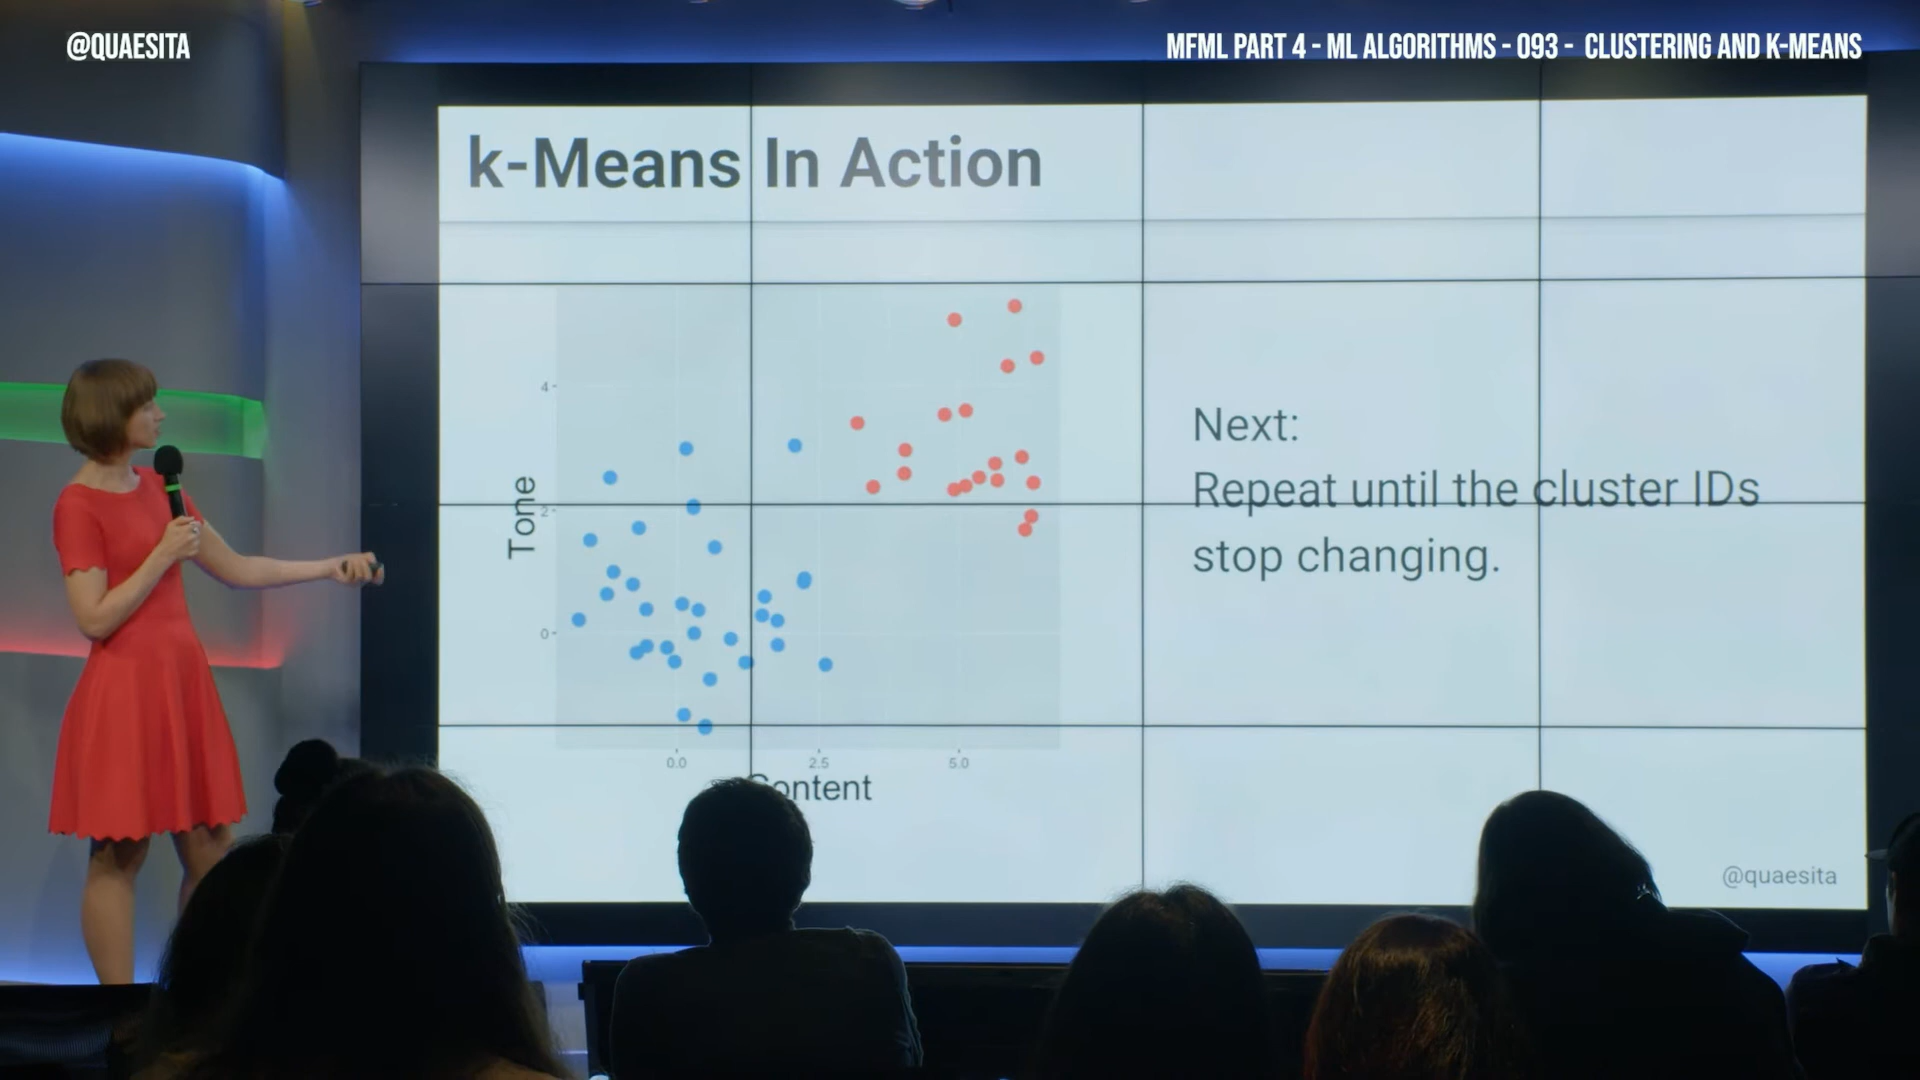 @QUAESITA
MFML PART 4 - ML ALGORITHMS - 093 - CLUSTERING AND K-MEANS
k-Means In Action
Next:
Repeat until the cluster IDs
stop changing.
Tone
4
2
0
0.0 2.5 5.0
Content
@quaesita